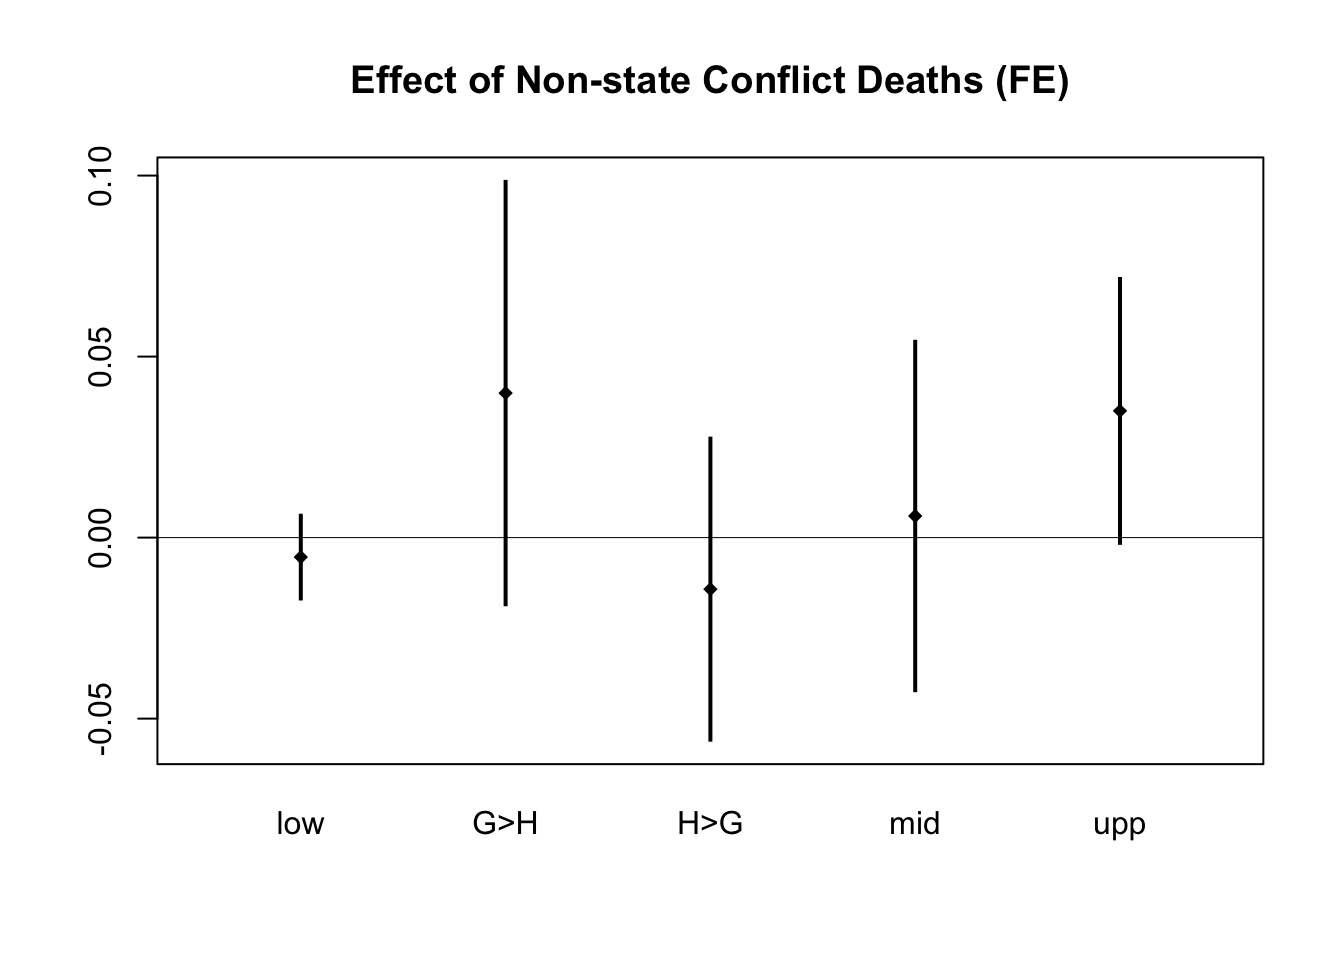 Effect of Non-state Conflict Deaths (FE)
0.10
0.05
0.00
-0.05
low G>H H>G mid upp